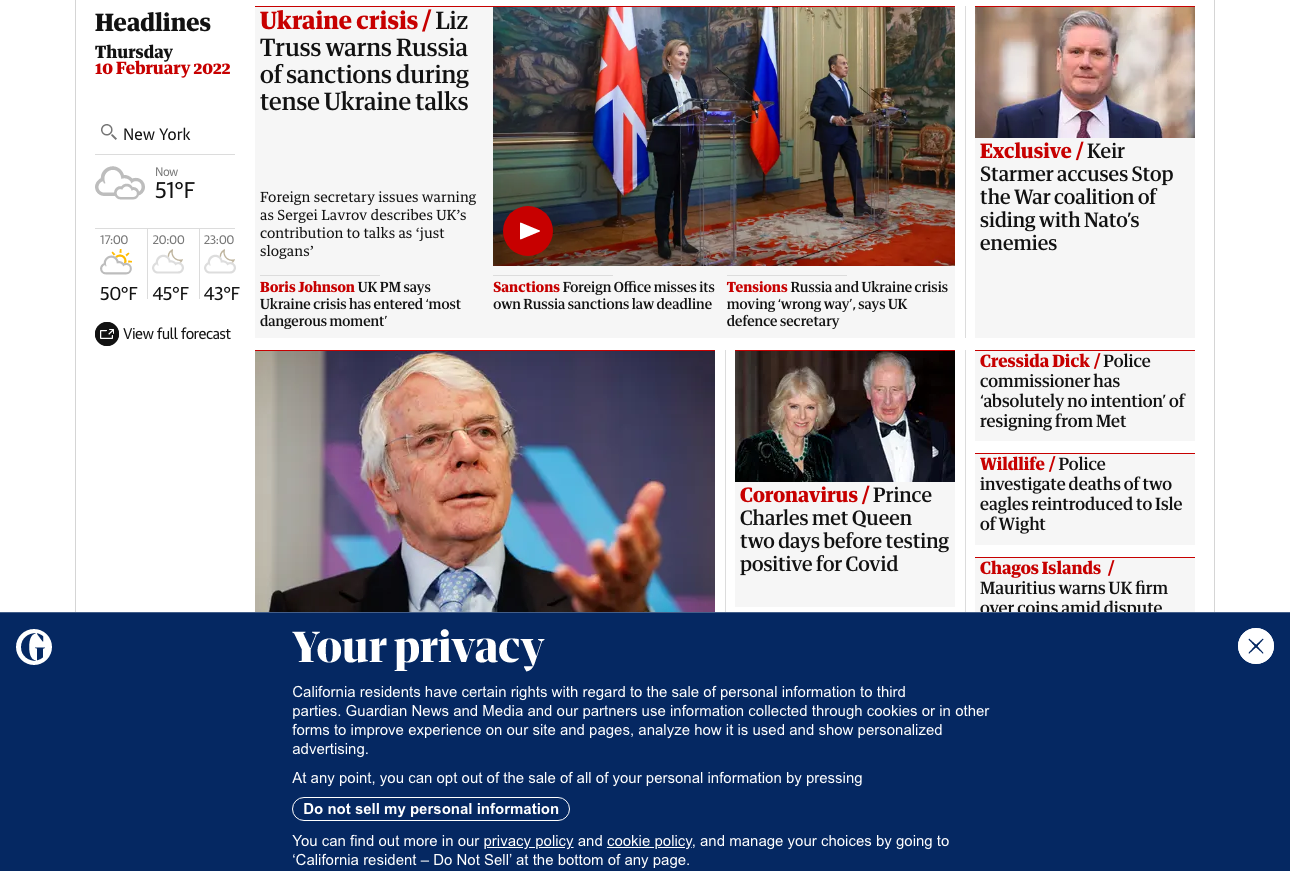 Headlines
Thursday
10 February 2022
New York
Now
51°F
17:00
20:00
23:00
50°F
45°F
43°F
View full forecast
Ukraine crisis / Liz
Truss warns Russia
of sanctions during
tense Ukraine talks
Foreign secretary issues warning
as Sergei Lavrov describes UK’s
contribution to talks as ‘just
slogans’
Boris Johnson UK PM says
Ukraine crisis has entered ‘most
dangerous moment’
Sanctions Foreign Office misses its
own Russia sanctions law deadline
Tensions Russia and Ukraine crisis
moving ‘wrong way’, says UK
defence secretary
Exclusive / Keir
Starmer accuses Stop
the War coalition of
siding with Nato’s
enemies
Coronavirus / Prince
Charles met Queen
two days before testing
positive for Covid
Cressida Dick / Police
commissioner has
‘absolutely no intention’ of
resigning from Met
Wildlife / Police
investigate deaths of two
eagles reintroduced to Isle
of Wight
Chagos Islands /
Mauritius warns UK firm
over coins amid dispute
G
Your privacy
California residents have certain rights with regard to the sale of personal information to third
parties. Guardian News and Media and our partners use information collected through cookies or in other
forms to improve experience on our site and pages, analyze how it is used and show personalized
advertising.
At any point, you can opt out of the sale of all of your personal information by pressing
Do not sell my personal information
You can find out more in our privacy policy and cookie policy, and manage your choices by going to
‘California resident – Do Not Sell’ at the bottom of any page.